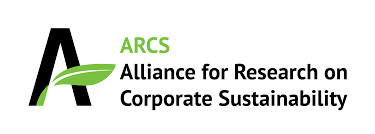 ARCS
Alliance for Research on
Corporate Sustainability